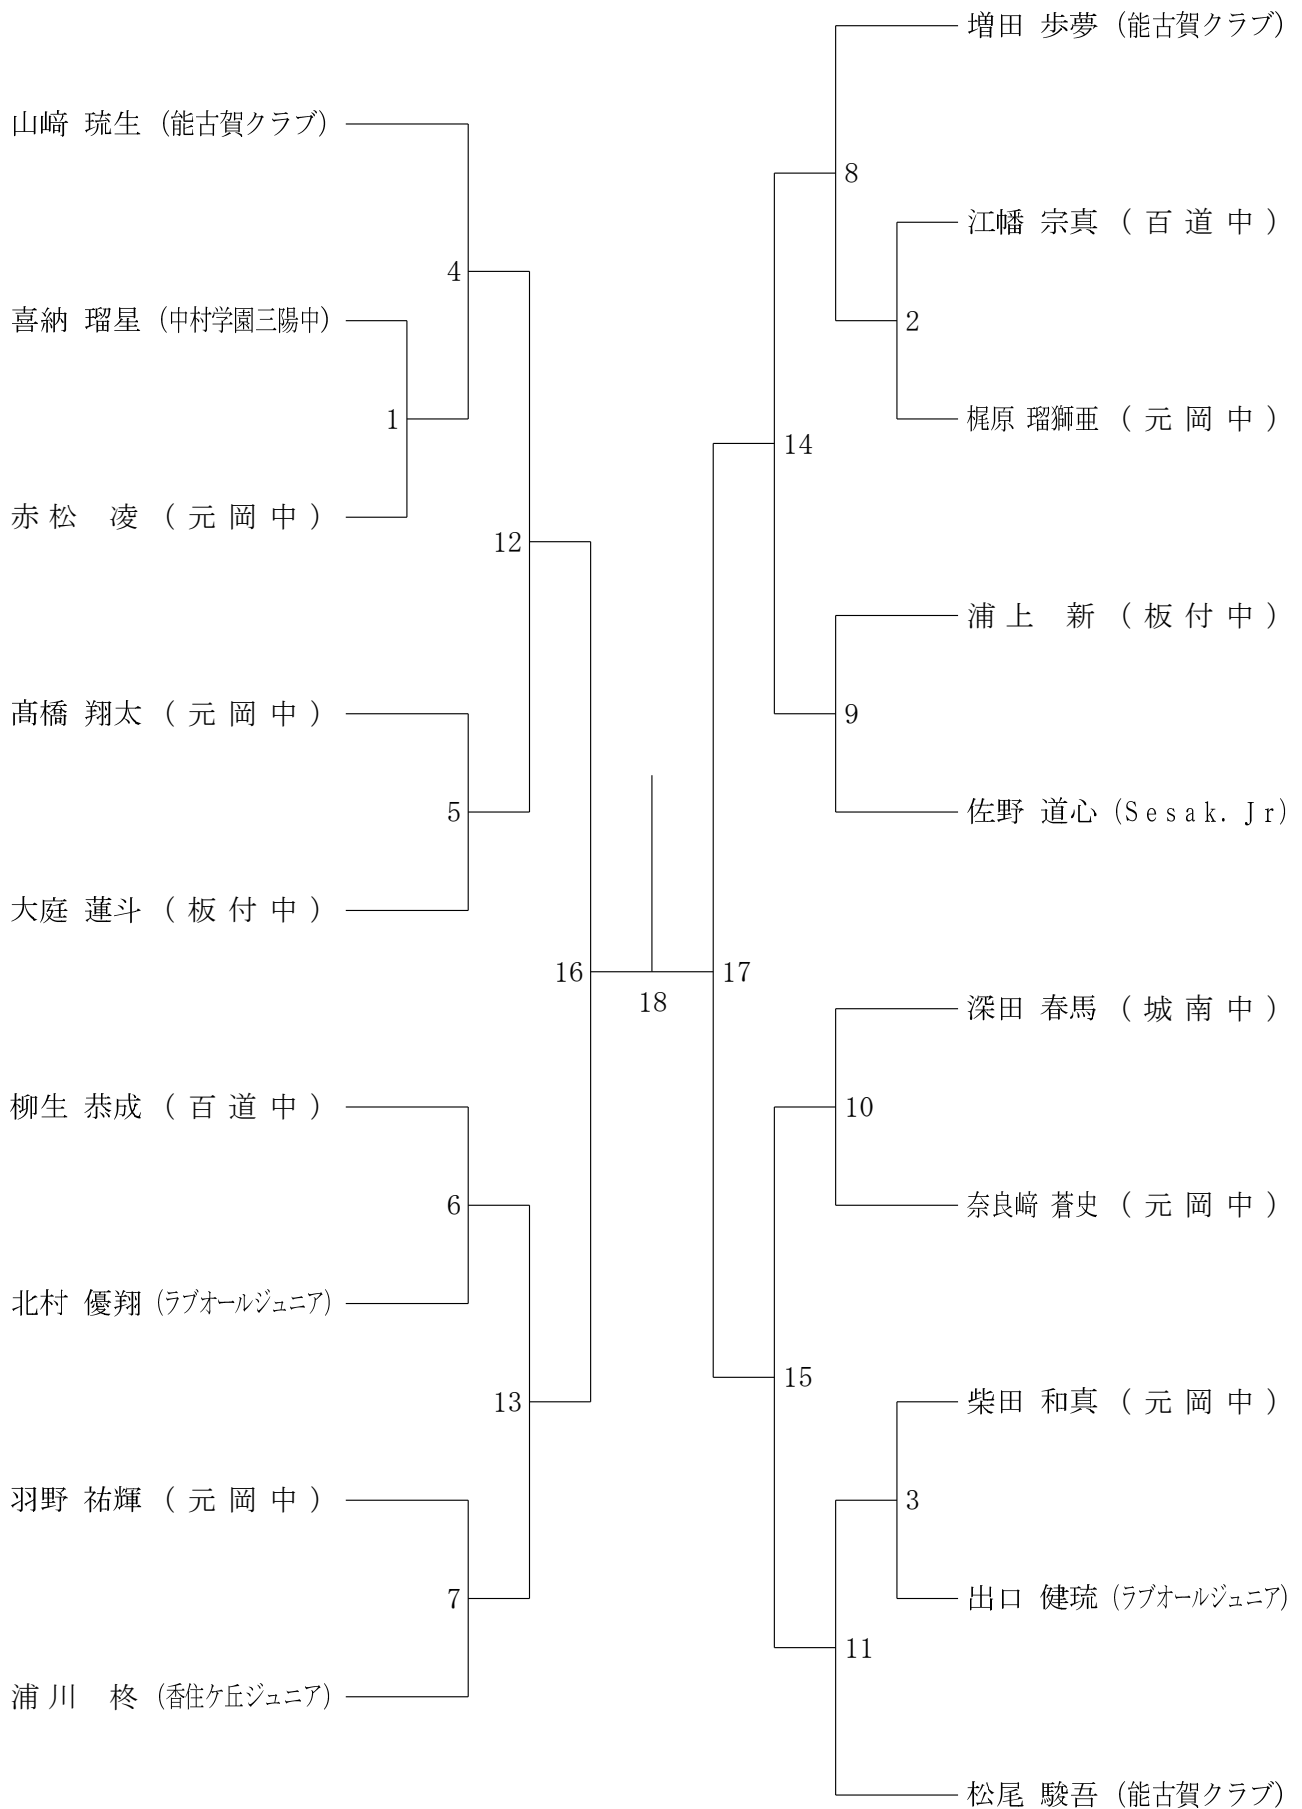 山﨑 琉生 (能古賀クラブ)
4
喜納 瑠星 (中村学園三陽中)
1
赤松 凌 (元岡中)
12
髙橋 翔太 (元岡中)
5
大庭 蓮斗 (板付中)
16
18
柳生 恭成 (百道中)
6
北村 優翔 (ラブオールジュニア)
13
羽野 祐輝 (元岡中)
7
浦川 柊 (香住ケ丘ジュニア)
増田 歩夢 (能古賀クラブ)
8
江幡 宗真 (百道中)
2
梶原 瑠獅亜 (元岡中)
14
浦上 新 (板付中)
9
佐野 道心 (Sesak.Jr)
17
深田 春馬 (城南中)
10
奈良﨑 蒼史 (元岡中)
15
柴田 和真 (元岡中)
3
出口 健琉 (ラブオールジュニア)
11
松尾 駿吾 (能古賀クラブ)